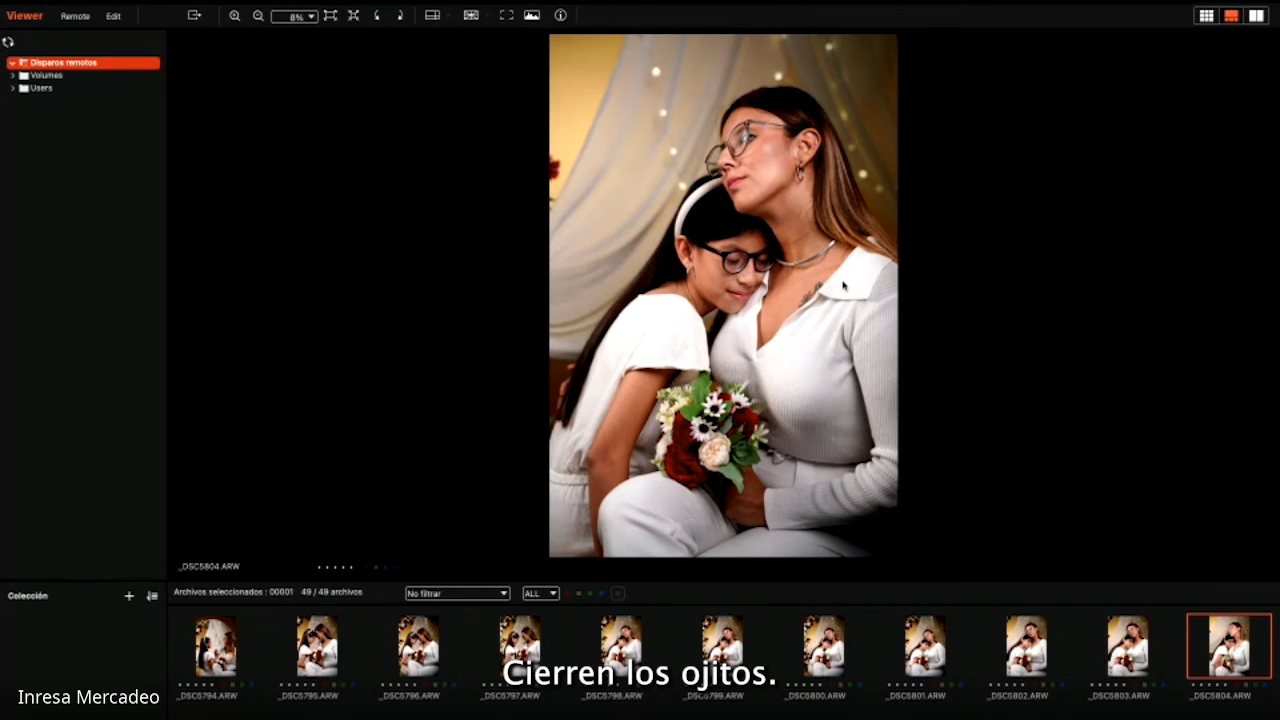 Viewer Remote Edit 8%
Disparos remotos
Volumes
Users
_DSC5804.ARW
Colección
Archivos seleccionados : 00001 49 / 49 archivos No filtrar ALL
_DSC5794.ARW _DSC5795.ARW _DSC5796.ARW _DSC5797.ARW _DSC5798.ARW _DSC5799.ARW _DSC5800.ARW _DSC5801.ARW _DSC5802.ARW _DSC5803.ARW _DSC5804.ARW
Cierren los ojitos.
Inresa Mercadeo